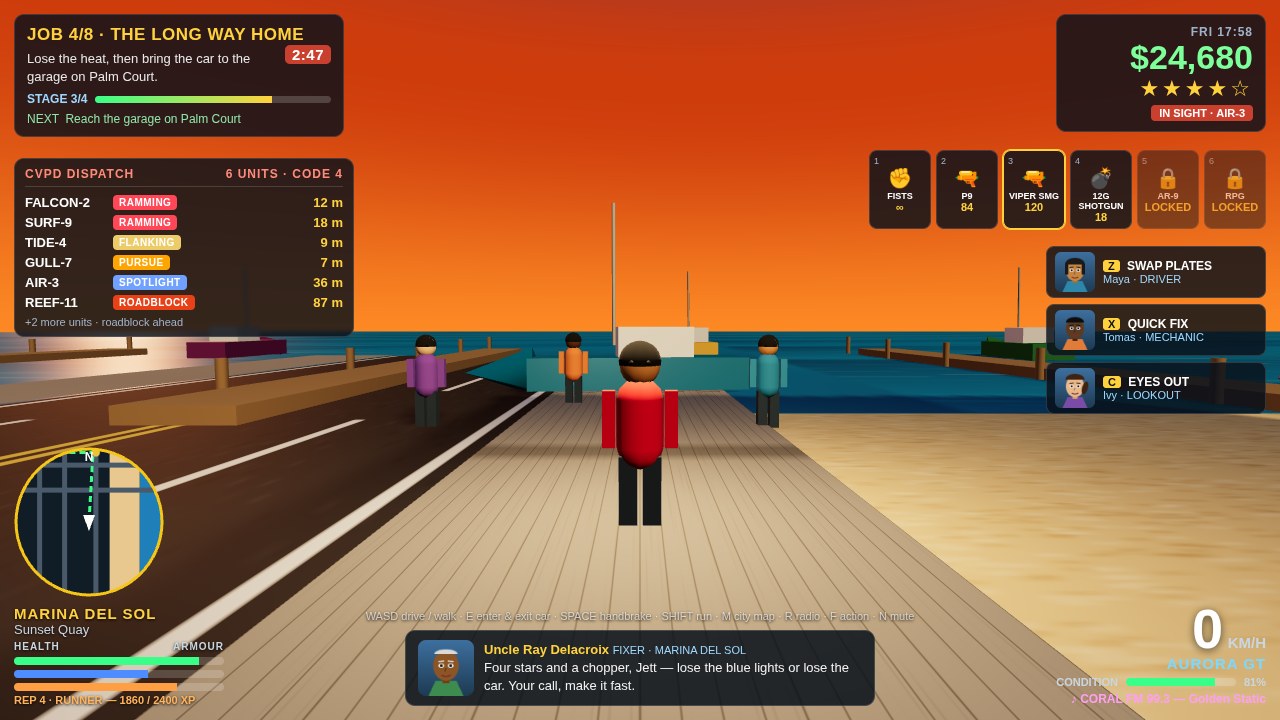 JOB 4/8 · THE LONG WAY HOME
Lose the heat, then bring the car to the garage on Palm Court.
2:47
STAGE 3/4
NEXT Reach the garage on Palm Court
CVPD DISPATCH 6 UNITS · CODE 4
FALCON-2 RAMMING 12 m
SURF-9 RAMMING 18 m
TIDE-4 FLANKING 9 m
GULL-7 PURSUE 7 m
AIR-3 SPOTLIGHT 36 m
REEF-11 ROADBLOCK 87 m
+2 more units · roadblock ahead
FRI 17:58
$24,680
★★★★☆
IN SIGHT · AIR-3
1 FISTS ∞
2 P9 84
3 VIPER SMG 120
4 12G SHOTGUN 18
5 AR-9 LOCKED
6 RPG LOCKED
Z SWAP PLATES
Maya · DRIVER
X QUICK FIX
Tomas · MECHANIC
C EYES OUT
Ivy · LOOKOUT
N
MARINA DEL SOL
Sunset Quay
HEALTH ARMOUR
REP 4 · RUNNER — 1860 / 2400 XP
WASD drive / walk · E enter & exit car · SPACE handbrake · SHIFT run · M city map · R radio · F action · N mute
Uncle Ray Delacroix FIXER · MARINA DEL SOL
Four stars and a chopper, Jett — lose the blue lights or lose the
car. Your call, make it fast.
0 KM/H
AURORA GT
CONDITION 81%
♪ CORAL FM 99.3 — Golden Static